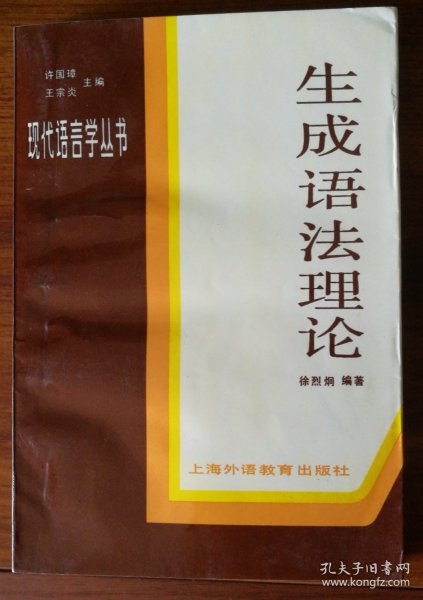 许国璋
王宗炎
主编
现代语言学丛书
生成语法理论
徐烈炯 编著
上海外语教育出版社
孔夫子旧书网
www.kongfz.com